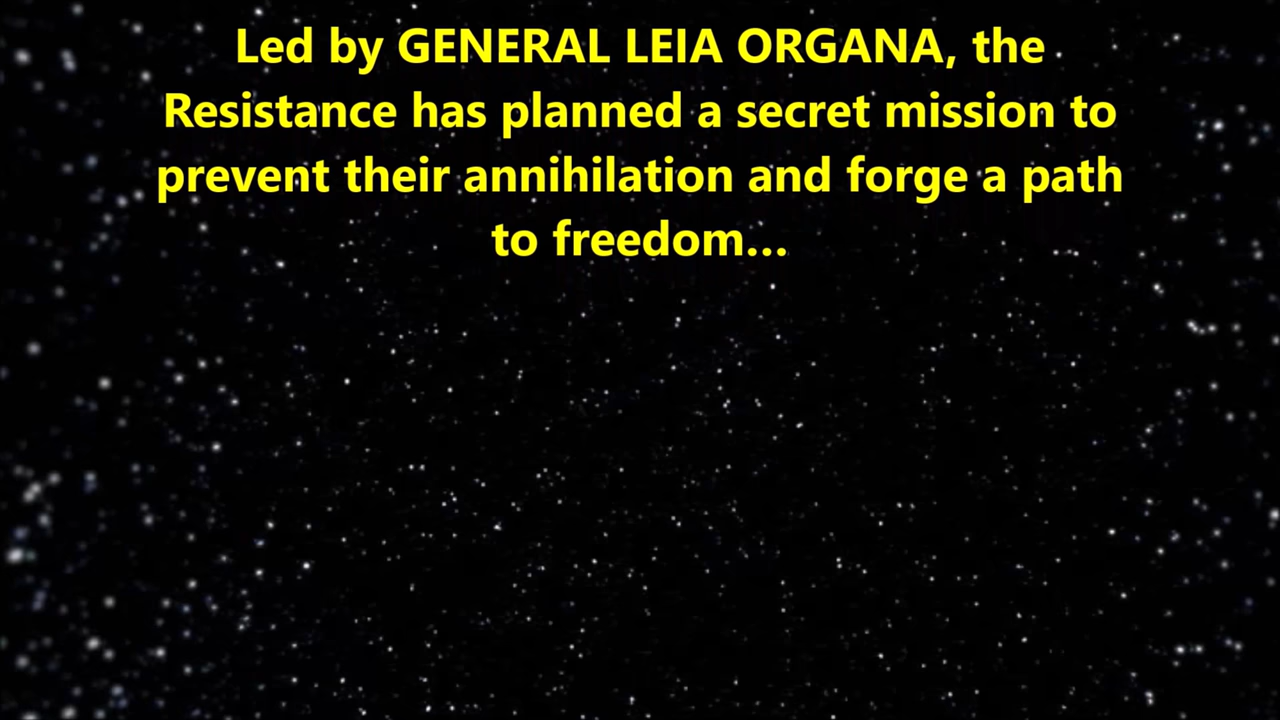 Led by GENERAL LEIA ORGANA, the
Resistance has planned a secret mission to
prevent their annihilation and forge a path
to freedom...